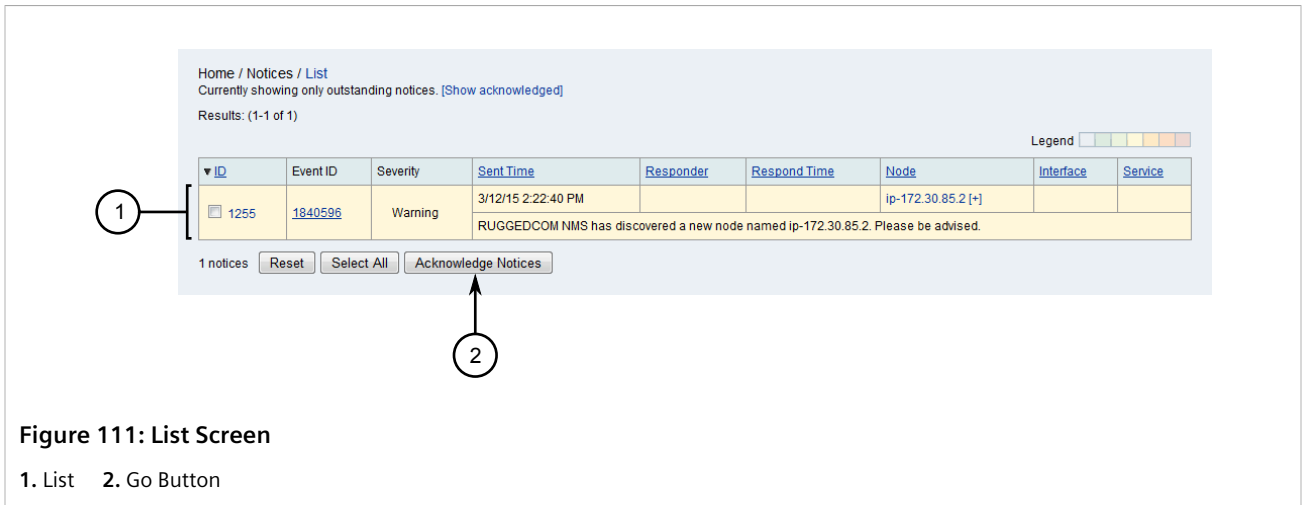 Home / Notices / List
Currently showing only outstanding notices. [Show acknowledged]
Results: (1-1 of 1)
Legend
▼ID Event ID Severity Sent Time Responder Respond Time Node Interface Service
1255 1840596 Warning 3/12/15 2:22:40 PM ip-172.30.85.2 [+]
RUGGEDCOM NMS has discovered a new node named ip-172.30.85.2. Please be advised.
1
1 notices Reset Select All Acknowledge Notices
2
Figure 111: List Screen
1. List 2. Go Button